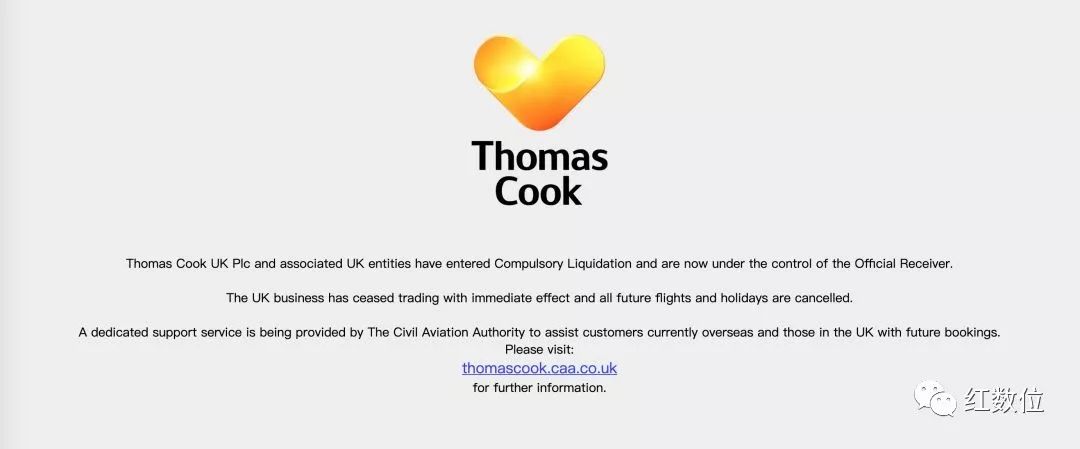 Thomas
Cook
Thomas Cook UK Plc and associated UK entities have entered Compulsory Liquidation and are now under the control of the Official Receiver.
The UK business has ceased trading with immediate effect and all future flights and holidays are cancelled.
A dedicated support service is being provided by The Civil Aviation Authority to assist customers currently overseas and those in the UK with future bookings.
Please visit:
thomascook.caa.co.uk
for further information.
红数位